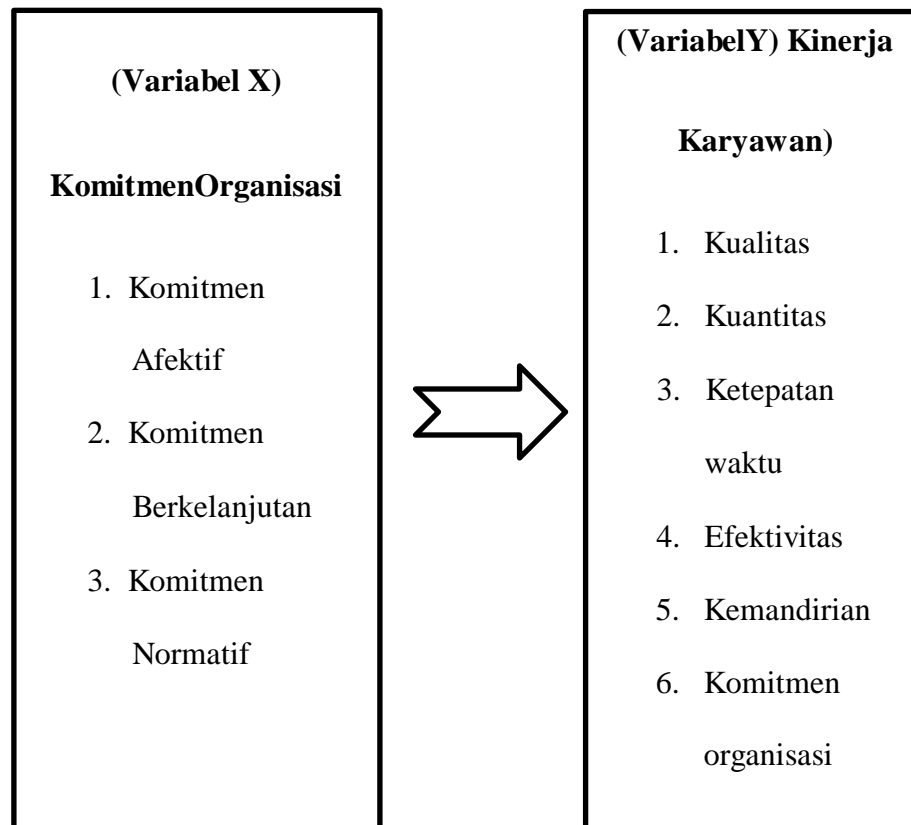 (Variabel X)
KomitmenOrganisasi
1. Komitmen
Afektif
2. Komitmen
Berkelanjutan
3. Komitmen
Normatif
(VariabelY) Kinerja
Karyawan)
1. Kualitas
2. Kuantitas
3. Ketepatan
waktu
4. Efektivitas
5. Kemandirian
6. Komitmen
organisasi